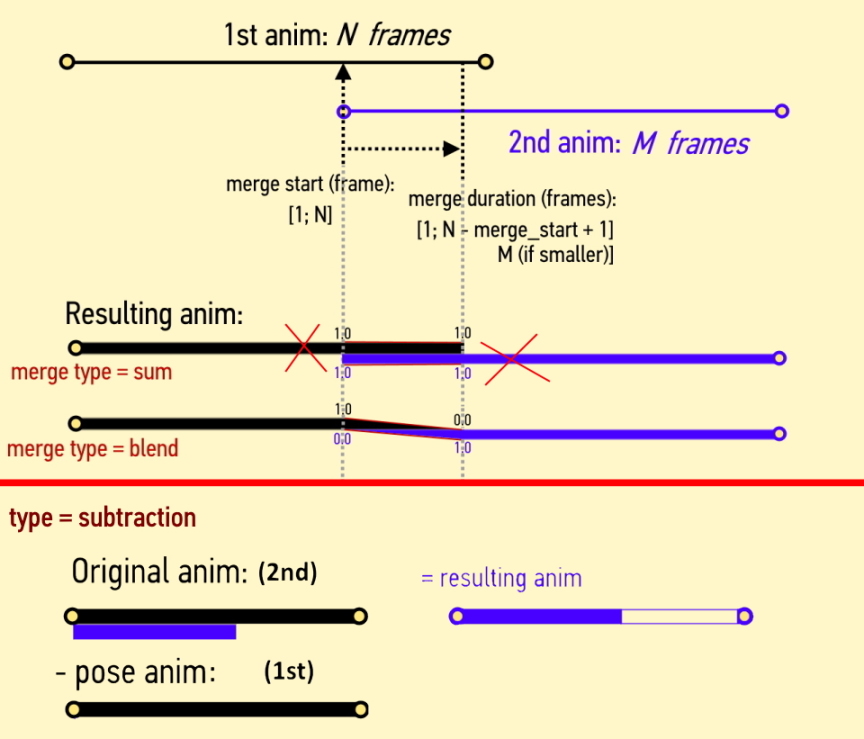 1st anim: N frames
2nd anim: M frames
merge start (frame):
[1; N]
merge duration (frames):
[1; N - merge_start + 1]
M (if smaller)]
Resulting anim:
1.0 1.0
merge type = sum
1.0 1.0
1.0 0.0
merge type = blend
0.0 1.0
type = subtraction
Original anim: (2nd)
= resulting anim
- pose anim: (1st)